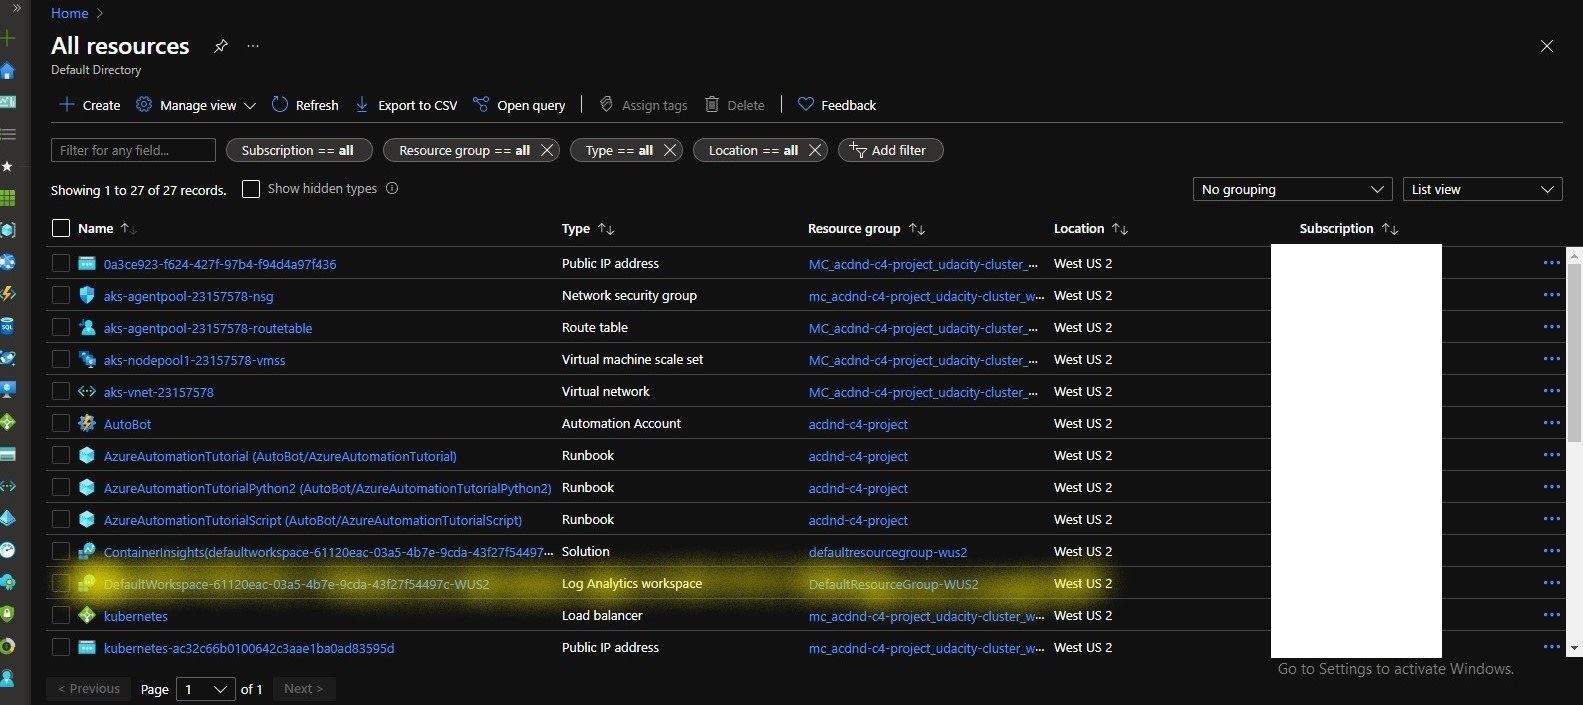 Home >
All resources
Default Directory
Create Manage view Refresh Export to CSV Open query Assign tags Delete Feedback
Filter for any field... Subscription == all Resource group == all Type == all Location == all Add filter
Showing 1 to 27 of 27 records. Show hidden types
No grouping List view
Name Type Resource group Location Subscription
0a3ce923-f624-427f-97b4-f94d4a97f436 Public IP address MC_acdnd-c4-project_udacity-cluster_... West US 2
aks-agentpool-23157578-nsg Network security group mc_acdnd-c4-project_udacity-cluster_w... West US 2
aks-agentpool-23157578-routetable Route table MC_acdnd-c4-project_udacity-cluster_... West US 2
aks-nodepool1-23157578-vmss Virtual machine scale set MC_acdnd-c4-project_udacity-cluster_... West US 2
aks-vnet-23157578 Virtual network MC_acdnd-c4-project_udacity-cluster_... West US 2
AutoBot Automation Account acdnd-c4-project West US 2
AzureAutomationTutorial (AutoBot/AzureAutomationTutorial) Runbook acdnd-c4-project West US 2
AzureAutomationTutorialPython2 (AutoBot/AzureAutomationTutorialPython2) Runbook acdnd-c4-project West US 2
AzureAutomationTutorialScript (AutoBot/AzureAutomationTutorialScript) Runbook acdnd-c4-project West US 2
ContainerInsights(defaultworkspace-61120eac-03a5-4b7e-9cda-43f27f54497... Solution defaultresourcegroup-wus2 West US 2
DefaultWorkspace-61120eac-03a5-4b7e-9cda-43f27f54497c-WUS2 Log Analytics workspace DefaultResourceGroup-WUS2 West US 2
kubernetes Load balancer mc_acdnd-c4-project_udacity-cluster_w... West US 2
kubernetes-ac32c66b0100642c3aae1ba0ad83595d Public IP address mc_acdnd-c4-project_udacity-cluster_w... West US 2
Go to Settings to activate Windows.
< Previous Page 1 of 1 Next >